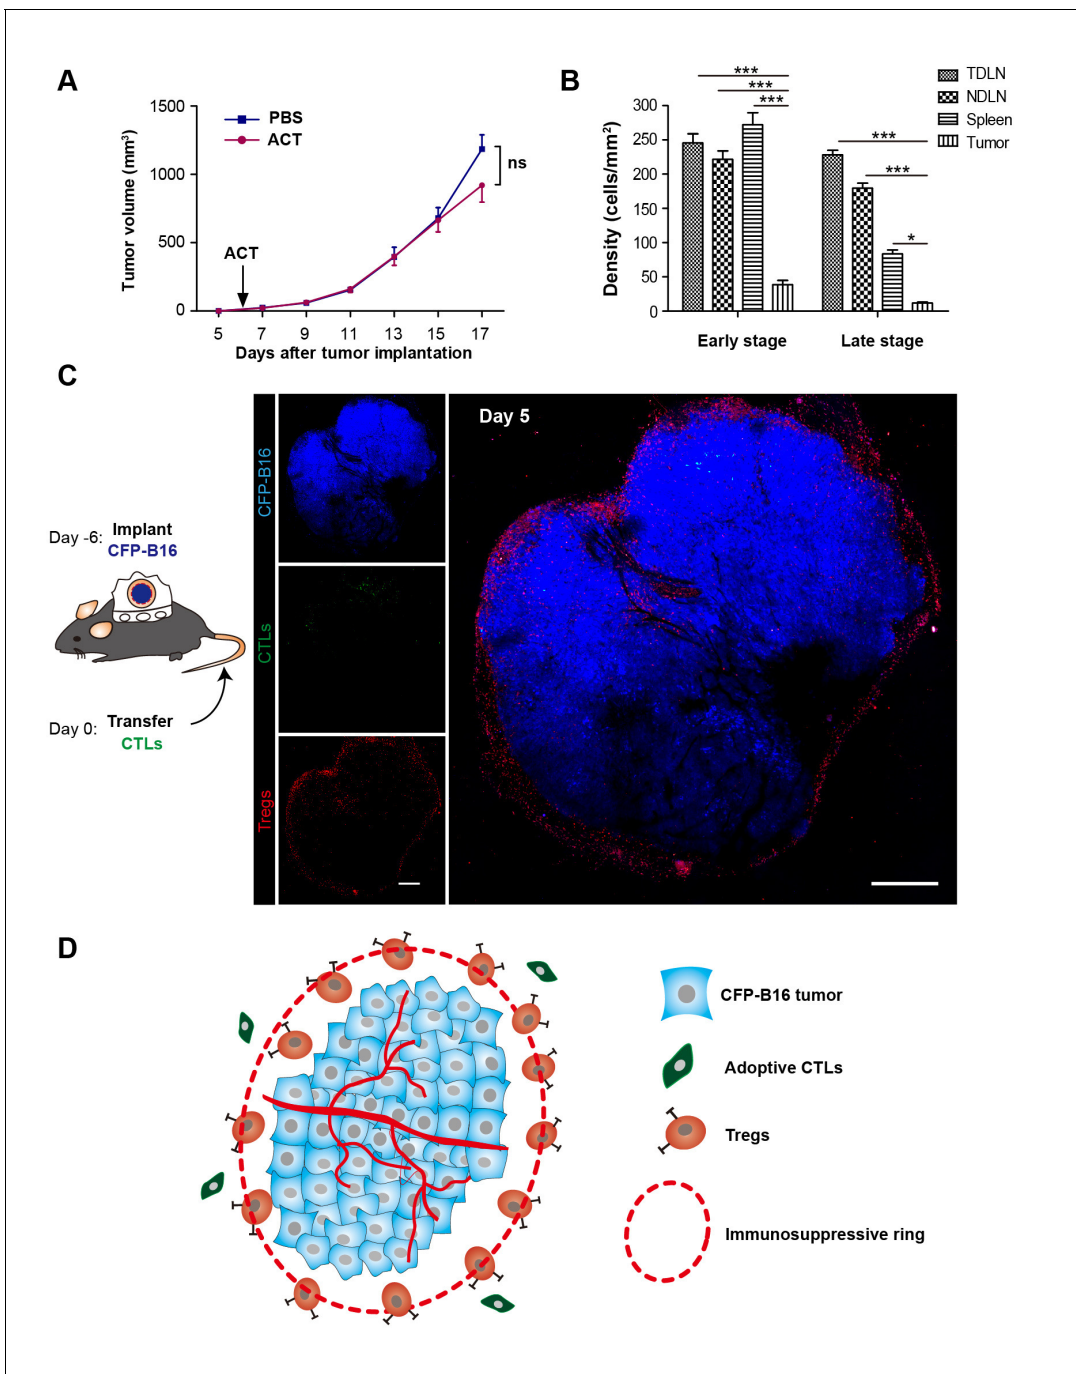 A
1500
1000
500
0
Tumor volume (mm³)
PBS
ACT
ns
ACT
5 7 9 11 13 15 17
Days after tumor implantation
B
TDLN
NDLN
Spleen
Tumor
***
***
***
***
***
*
300
250
200
150
100
50
0
Density (cells/mm²)
Early stage Late stage
C
Day -6: Implant
CFP-B16
Day 0: Transfer
CTLs
CFP-B16
CTLs
Tregs
Day 5
D
CFP-B16 tumor
Adoptive CTLs
Tregs
Immunosuppressive ring